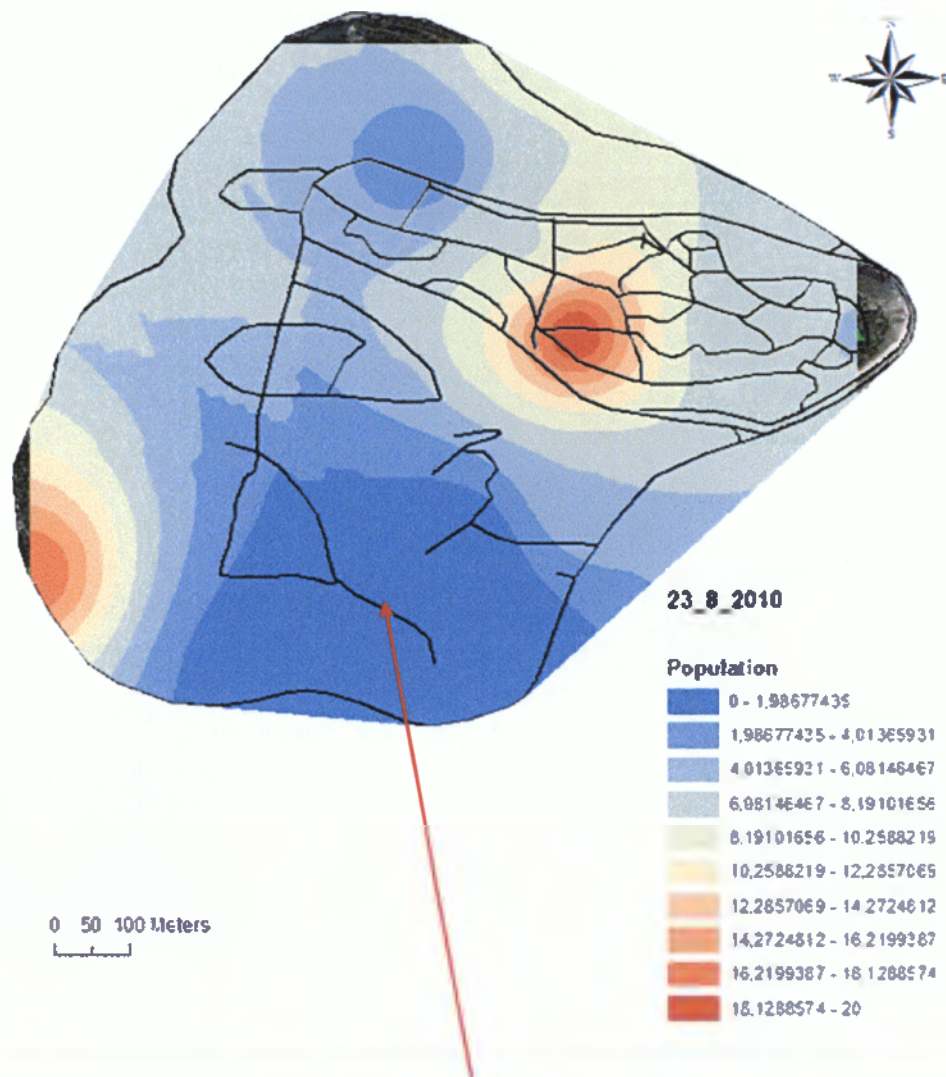 N
W
S
23_8_2010
Population
0 - 1,98677435
1,98677435 - 4,01365931
4,01365931 - 6,08146467
6,08146467 - 8,19101656
8,19101656 - 10,2588219
10,2588219 - 12,2857069
12,2857069 - 14,2724812
14,2724812 - 16,2199387
16,2199387 - 18,1288574
18,1288574 - 20
0 50 100 Meters